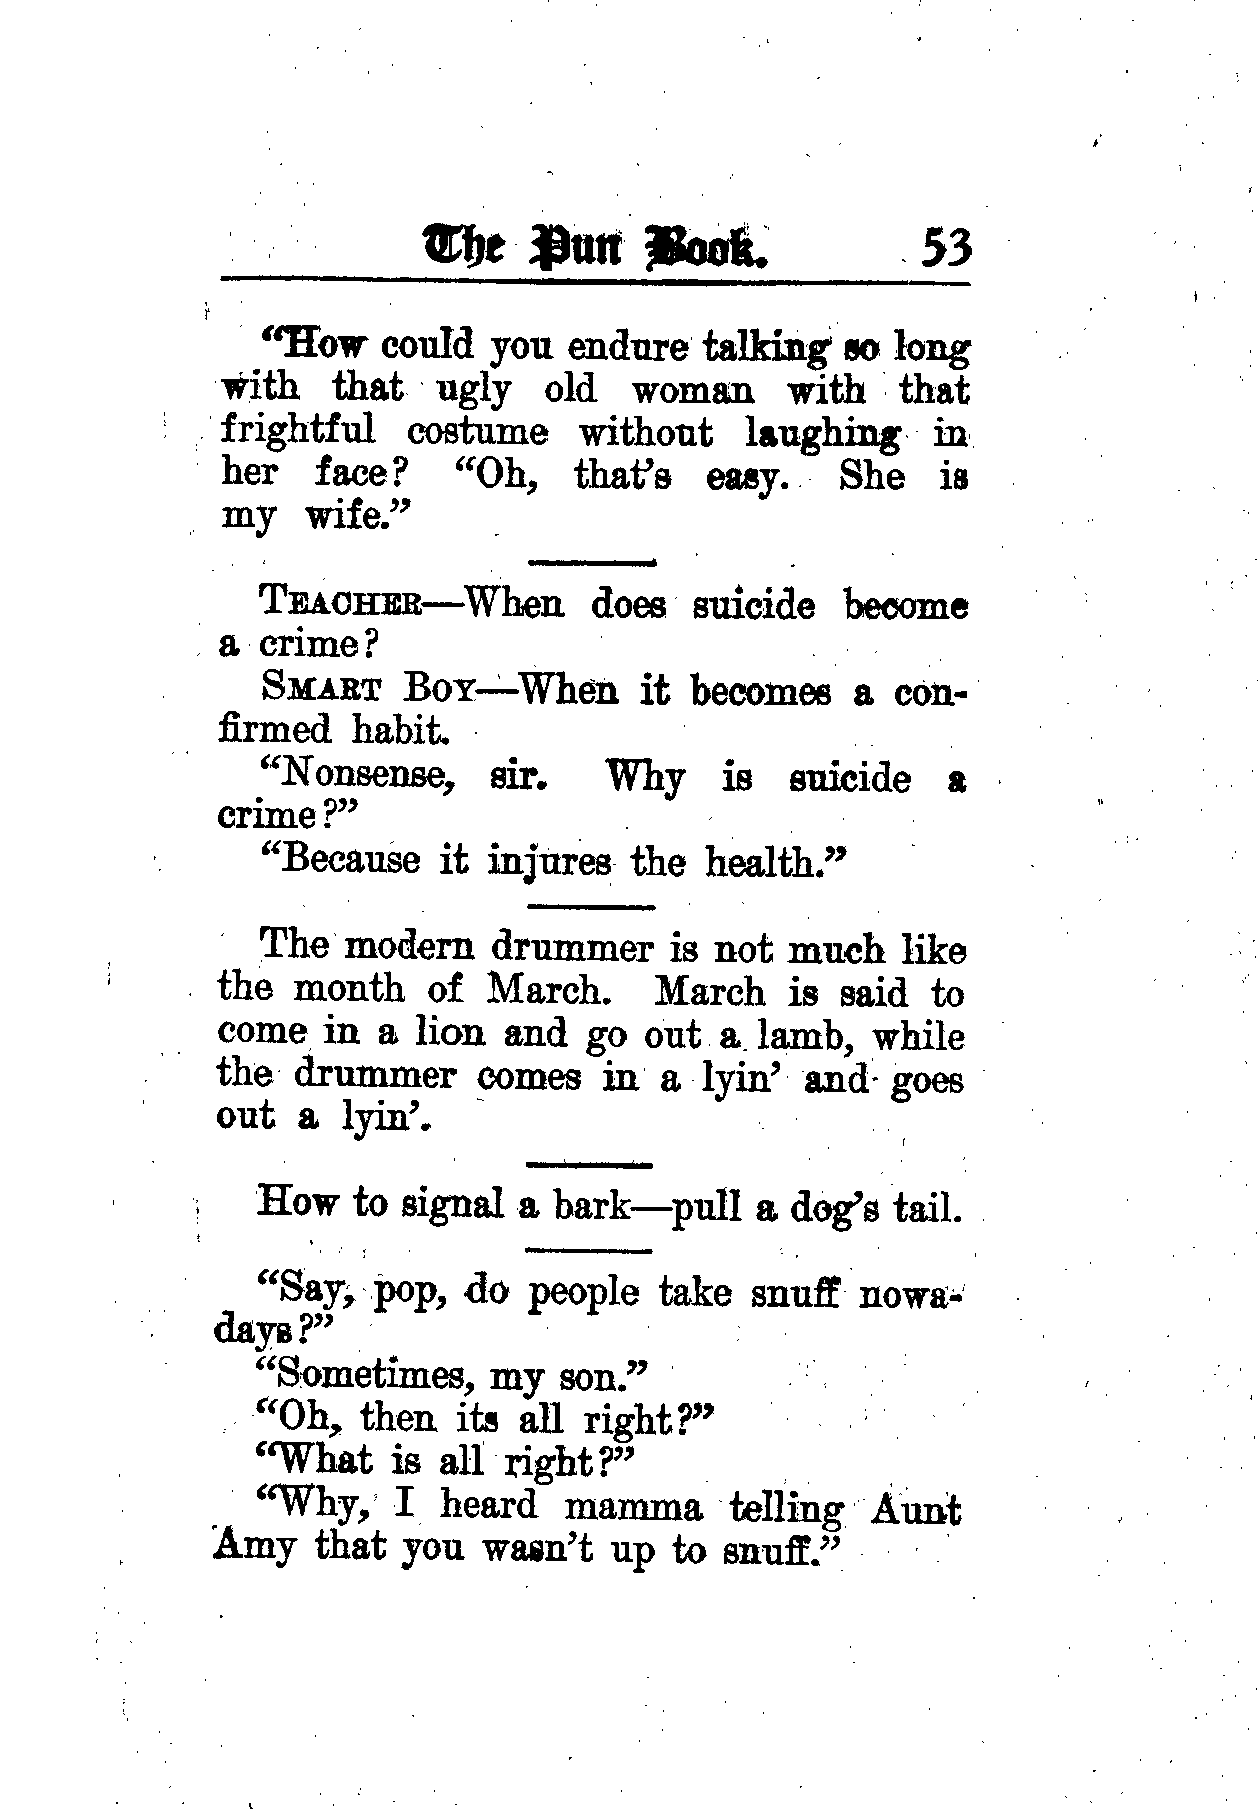 The Pun Book. 53
"How could you endure talking so long
with that ugly old woman with that
frightful costume without laughing in
her face? "Oh, that's easy. She is
my wife."
TEACHER—When does suicide become
a crime?
SMART BOY—When it becomes a con-
firmed habit.
"Nonsense, sir. Why is suicide a
crime?"
"Because it injures the health."
The modern drummer is not much like
the month of March. March is said to
come in a lion and go out a lamb, while
the drummer comes in a lyin' and goes
out a lyin'.
How to signal a bark—pull a dog's tail.
"Say, pop, do people take snuff nowa-
days?"
"Sometimes, my son."
"Oh, then its all right?"
"What is all right?"
"Why, I heard mamma telling Aunt
Amy that you wasn't up to snuff."